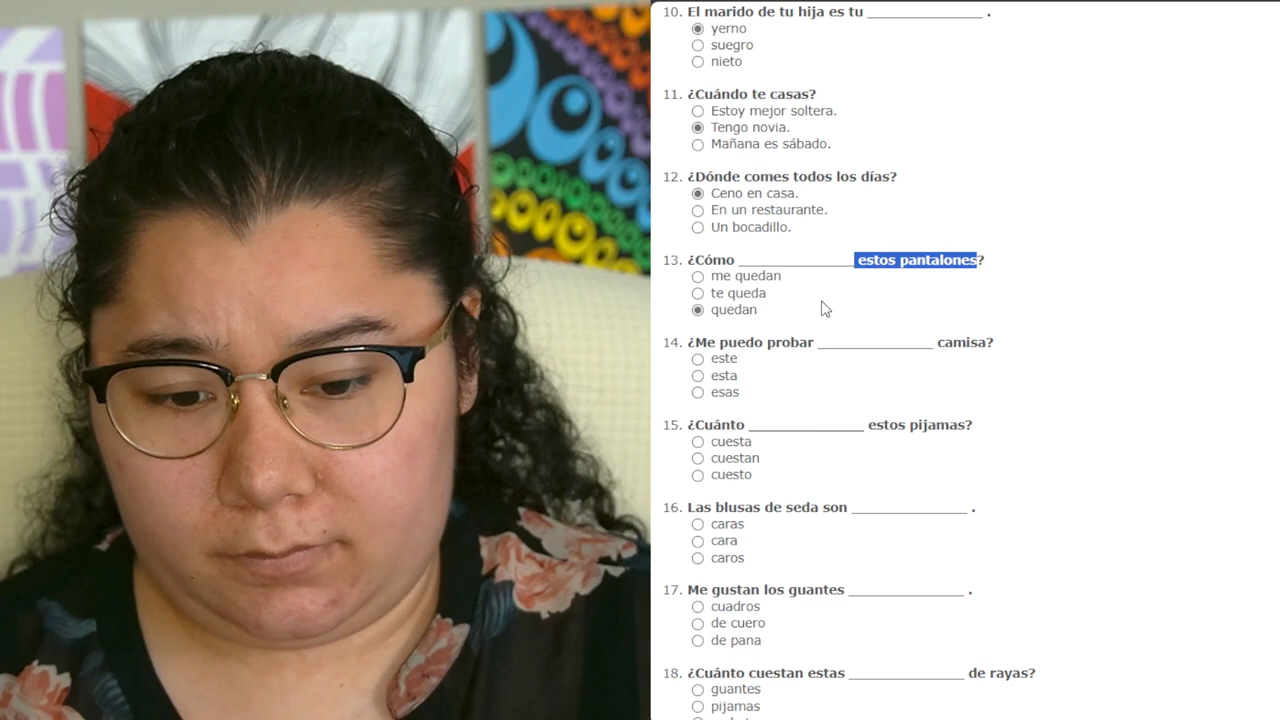 10. El marido de tu hija es tu _______________ .
yerno
suegro
nieto
11. ¿Cuándo te casas?
Estoy mejor soltera.
Tengo novia.
Mañana es sábado.
12. ¿Dónde comes todos los días?
Ceno en casa.
En un restaurante.
Un bocadillo.
13. ¿Cómo _______________ estos pantalones?
me quedan
te queda
quedan
14. ¿Me puedo probar _______________ camisa?
este
esta
esas
15. ¿Cuánto _______________ estos pijamas?
cuesta
cuestan
cuesto
16. Las blusas de seda son _______________ .
caras
cara
caros
17. Me gustan los guantes _______________ .
cuadros
de cuero
de pana
18. ¿Cuánto cuestan estas _______________ de rayas?
guantes
pijamas